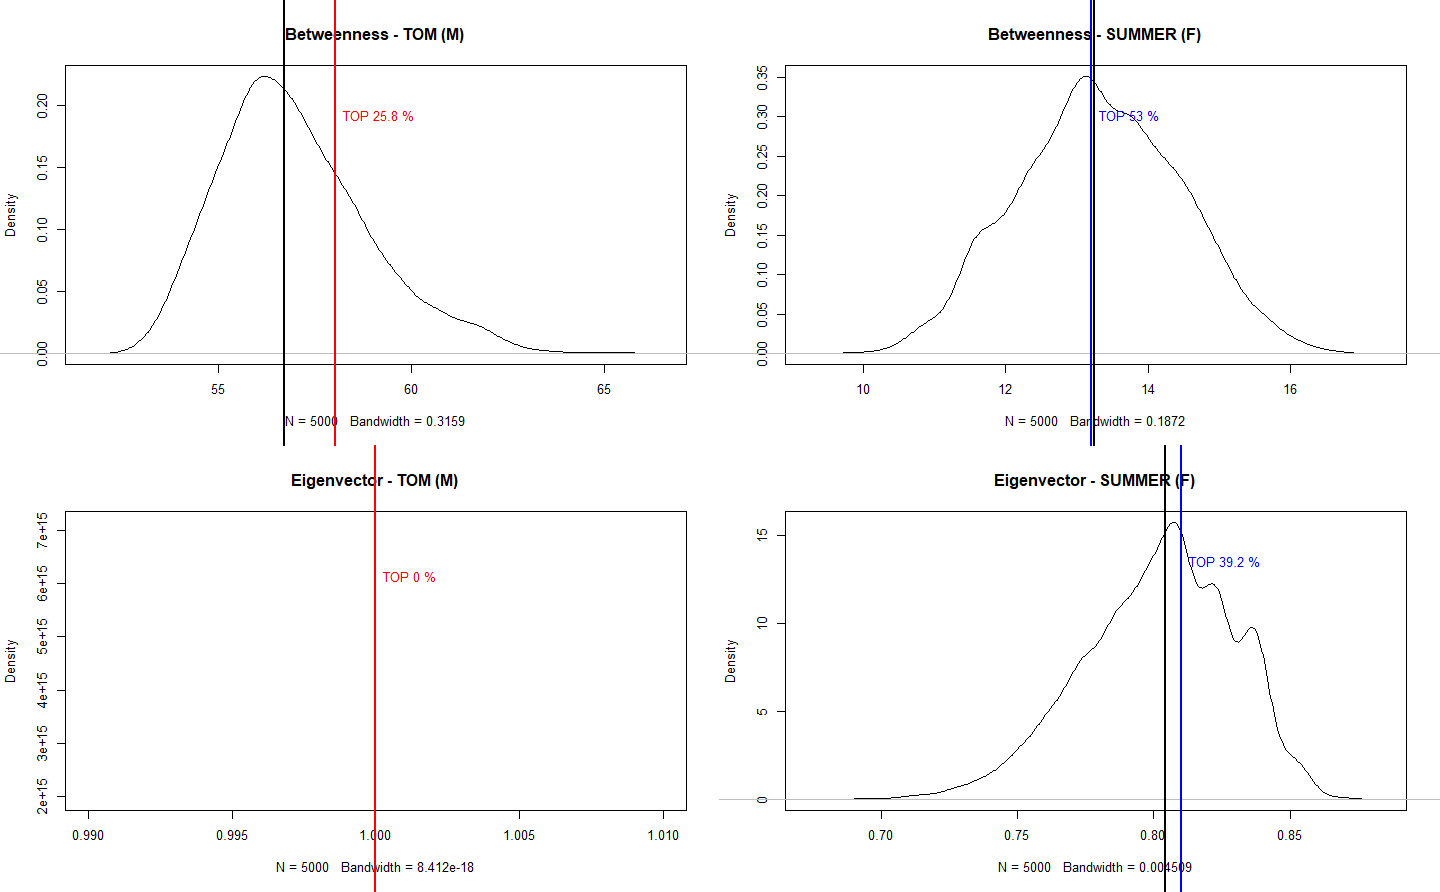 Betweenness - TOM (M)
Density
0.00 0.05 0.10 0.15 0.20
TOP 25.8 %
55 60 65
N = 5000 Bandwidth = 0.3159
Betweenness - SUMMER (F)
Density
0.00 0.05 0.10 0.15 0.20 0.25 0.30 0.35
TOP 53 %
10 12 14 16
N = 5000 Bandwidth = 0.1872
Eigenvector - TOM (M)
Density
2e+15 3e+15 4e+15 5e+15 6e+15 7e+15
TOP 0 %
0.990 0.995 1.000 1.005 1.010
N = 5000 Bandwidth = 8.412e-18
Eigenvector - SUMMER (F)
Density
0 5 10 15
TOP 39.2 %
0.70 0.75 0.80 0.85
N = 5000 Bandwidth = 0.004509